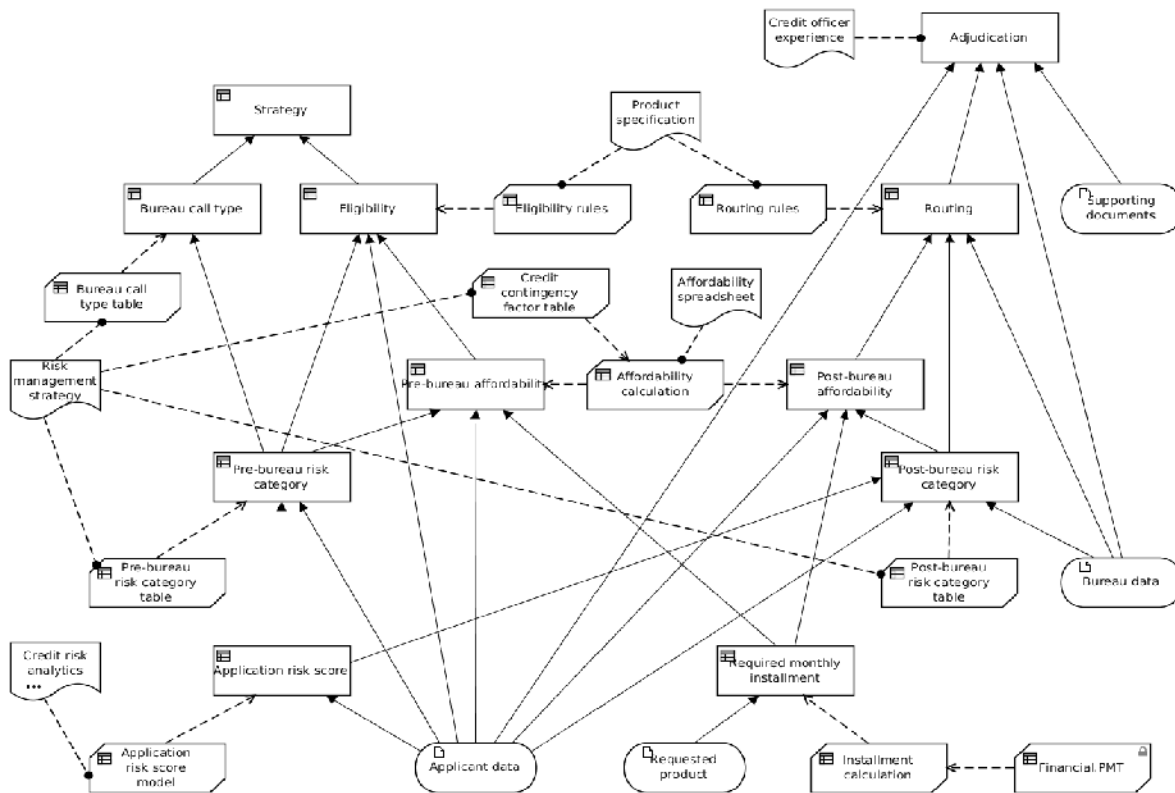 Credit officer
experience
Adjudication
Strategy
Product
specification
Bureau call type
Eligibility
Eligibility rules
Routing rules
Routing
Supporting
documents
Bureau call
type table
Credit
contingency
factor table
Affordability
spreadsheet
Risk
management
strategy
Pre-bureau affordability
Affordability
calculation
Post-bureau
affordability
Pre-bureau risk
category
Post-bureau risk
category
Pre-bureau
risk category
table
Post-bureau
risk category
table
Bureau data
Credit risk
analytics
...
Application risk score
Required monthly
installment
Application
risk score
model
Applicant data
Requested
product
Installment
calculation
Financial.PMT